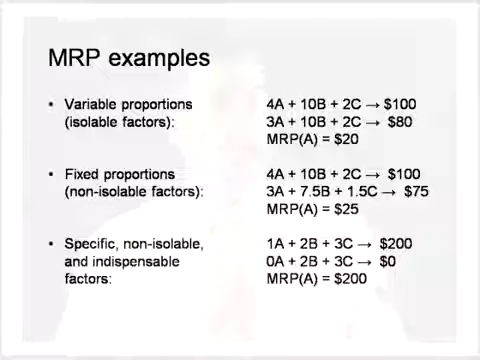 MRP examples
• Variable proportions (isolable factors):
4A + 10B + 2C → $100
3A + 10B + 2C → $80
MRP(A) = $20
• Fixed proportions (non-isolable factors):
4A + 10B + 2C → $100
3A + 7.5B + 1.5C → $75
MRP(A) = $25
• Specific, non-isolable, and indispensable factors:
1A + 2B + 3C → $200
0A + 2B + 3C → $0
MRP(A) = $200